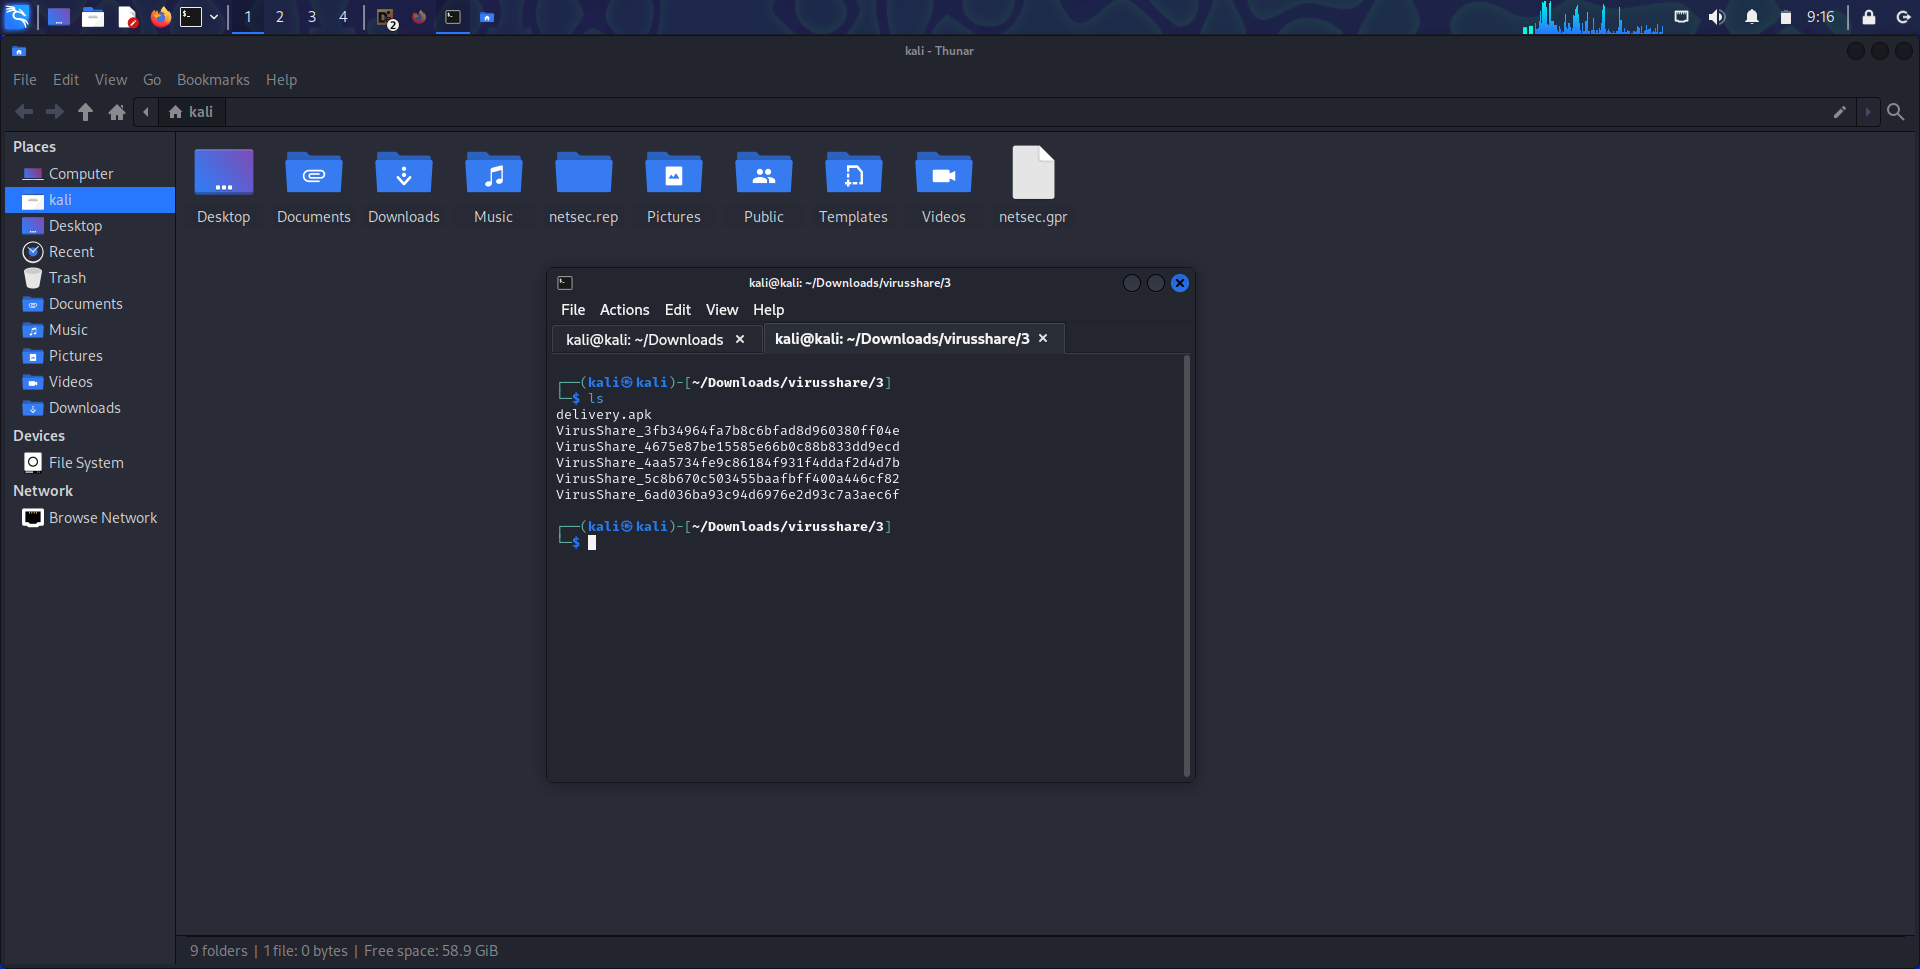 1 2 3 4 2 9:16
kali - Thunar
File Edit View Go Bookmarks Help
kali
Places
Computer
kali
Desktop
Recent
Trash
Documents
Music
Pictures
Videos
Downloads
Devices
File System
Network
Browse Network
Desktop Documents Downloads Music netsec.rep Pictures Public Templates Videos netsec.gpr
kali@kali: ~/Downloads/virusshare/3
File Actions Edit View Help
kali@kali: ~/Downloads kali@kali: ~/Downloads/virusshare/3
┌──(kali㉿kali)-[~/Downloads/virusshare/3]
└─$ ls
delivery.apk
VirusShare_3fb34964fa7b8c6bfad8d960380ff04e
VirusShare_4675e87be15585e66b0c88b833dd9ecd
VirusShare_4aa5734fe9c86184f931f4ddaf2d4d7b
VirusShare_5c8b670c503455baafbff400a446cf82
VirusShare_6ad036ba93c94d6976e2d93c7a3aec6f
┌──(kali㉿kali)-[~/Downloads/virusshare/3]
└─$
9 folders | 1 file: 0 bytes | Free space: 58.9 GiB